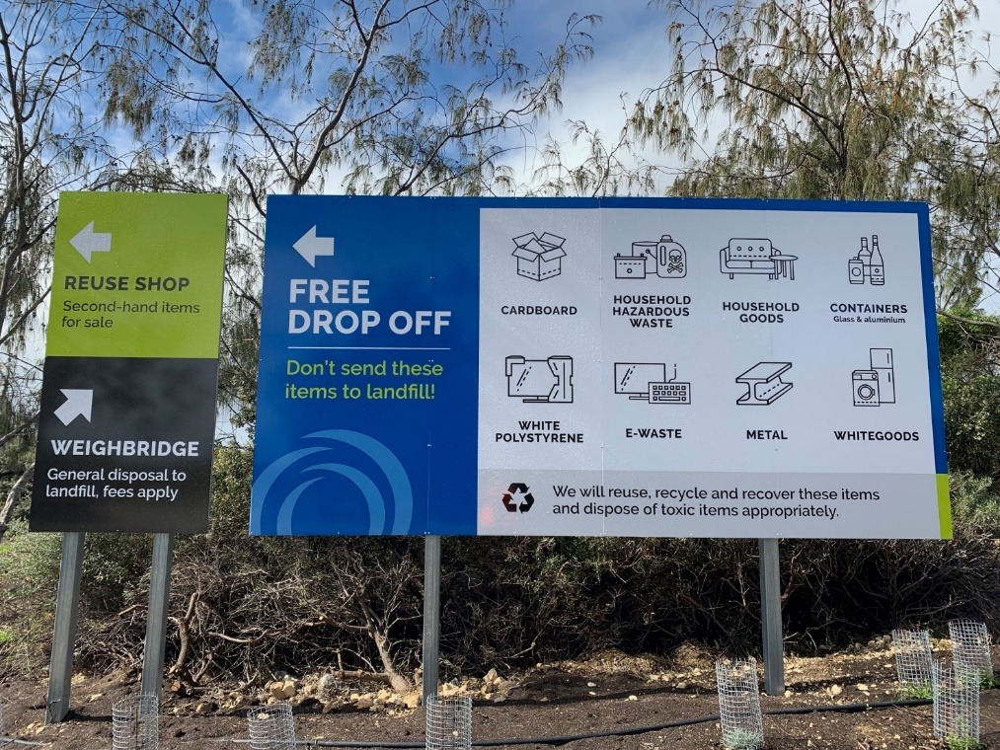 REUSE SHOP
Second-hand items
for sale
WEIGHBRIDGE
General disposal to
landfill, fees apply
FREE
DROP OFF
Don't send these
items to landfill!
CARDBOARD
HOUSEHOLD
HAZARDOUS
WASTE
HOUSEHOLD
GOODS
CONTAINERS
Glass & aluminium
WHITE
POLYSTYRENE
E-WASTE
METAL
WHITEGOODS
We will reuse, recycle and recover these items
and dispose of toxic items appropriately.